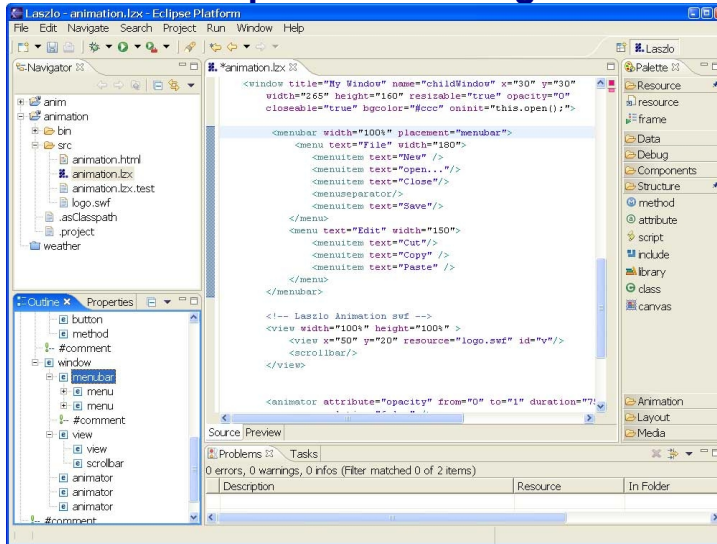 Laszlo - animation.lzx - Eclipse Platform
File Edit Navigate Search Project Run Window Help
Laszlo
Navigator
anim
animation
bin
src
animation.html
animation.lzx
animation.lzx.test
logo.swf
.asClasspath
.project
weather
*animation.lzx
<window title="My Window" name="childWindow" x="30" y="30"
width="265" height="160" resizable="true" opacity="0"
closeable="true" bgcolor="#ccc" oninit="this.open();">
<menubar width="100%" placement="menubar">
<menu text="File" width="180">
<menuitem text="New" />
<menuitem text="open..."/>
<menuitem text="Close"/>
<menuseparator/>
<menuitem text="Save"/>
</menu>
<menu text="Edit" width="150">
<menuitem text="Cut"/>
<menuitem text="Copy" />
<menuitem text="Paste" />
</menu>
</menubar>
<!-- Laszlo Animation swf -->
<view width="100%" height="100%" >
<view x="50" y="20" resource="logo.swf" id="v"/>
<scrollbar/>
</view>
<animator attribute="opacity" from="0" to="1" duration="75
Source Preview
Palette
Resource
resource
frame
Data
Debug
Components
Structure
method
attribute
script
include
library
class
canvas
Animation
Layout
Media
Outline Properties
button
method
#comment
window
menubar
menu
menu
#comment
view
view
scrollbar
animator
animator
animator
#comment
Problems Tasks
0 errors, 0 warnings, 0 infos (Filter matched 0 of 2 items)
Description Resource In Folder